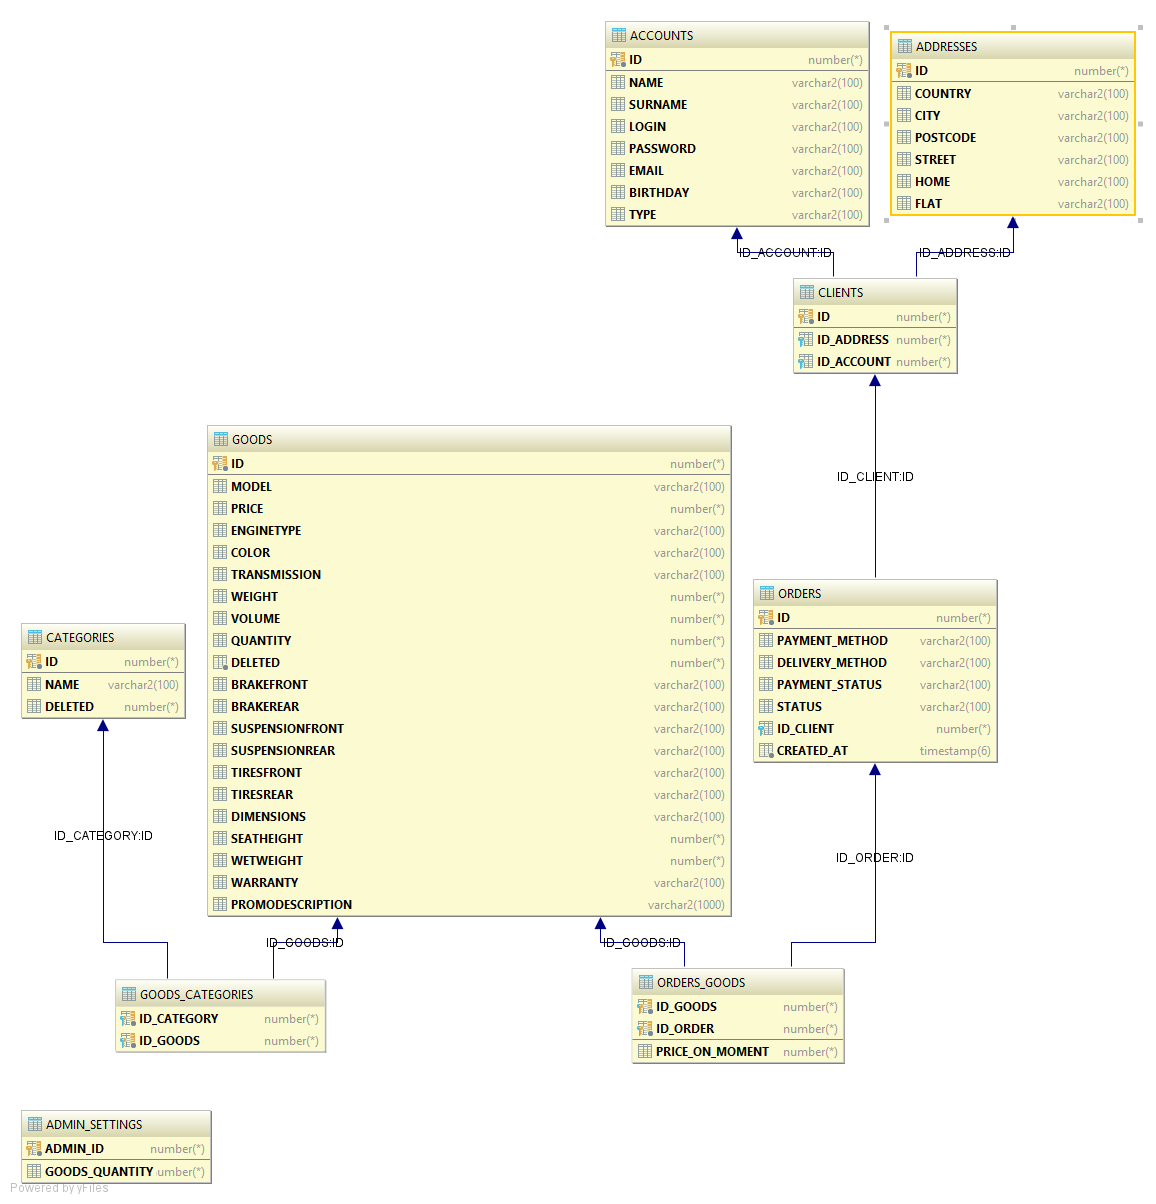 ACCOUNTS
ID number(*)
NAME varchar2(100)
SURNAME varchar2(100)
LOGIN varchar2(100)
PASSWORD varchar2(100)
EMAIL varchar2(100)
BIRTHDAY varchar2(100)
TYPE varchar2(100)
ADDRESSES
ID number(*)
COUNTRY varchar2(100)
CITY varchar2(100)
POSTCODE varchar2(100)
STREET varchar2(100)
HOME varchar2(100)
FLAT varchar2(100)
ID_ACCOUNT:ID
ID_ADDRESS:ID
CLIENTS
ID number(*)
ID_ADDRESS number(*)
ID_ACCOUNT number(*)
ID_CLIENT:ID
GOODS
ID number(*)
MODEL varchar2(100)
PRICE number(*)
ENGINETYPE varchar2(100)
COLOR varchar2(100)
TRANSMISSION varchar2(100)
WEIGHT number(*)
VOLUME number(*)
QUANTITY number(*)
DELETED number(*)
BRAKEFRONT varchar2(100)
BRAKEREAR varchar2(100)
SUSPENSIONFRONT varchar2(100)
SUSPENSIONREAR varchar2(100)
TIRESFRONT varchar2(100)
TIRESREAR varchar2(100)
DIMENSIONS varchar2(100)
SEATHEIGHT number(*)
WETWEIGHT number(*)
WARRANTY varchar2(100)
PROMODESCRIPTION varchar2(1000)
ORDERS
ID number(*)
PAYMENT_METHOD varchar2(100)
DELIVERY_METHOD varchar2(100)
PAYMENT_STATUS varchar2(100)
STATUS varchar2(100)
ID_CLIENT number(*)
CREATED_AT timestamp(6)
CATEGORIES
ID number(*)
NAME varchar2(100)
DELETED number(*)
ID_CATEGORY:ID
ID_ORDER:ID
ID_GOODS:ID
ID_GOODS:ID
GOODS_CATEGORIES
ID_CATEGORY number(*)
ID_GOODS number(*)
ORDERS_GOODS
ID_GOODS number(*)
ID_ORDER number(*)
PRICE_ON_MOMENT number(*)
ADMIN_SETTINGS
ADMIN_ID number(*)
GOODS_QUANTITY umber(*)
Powered by yFiles